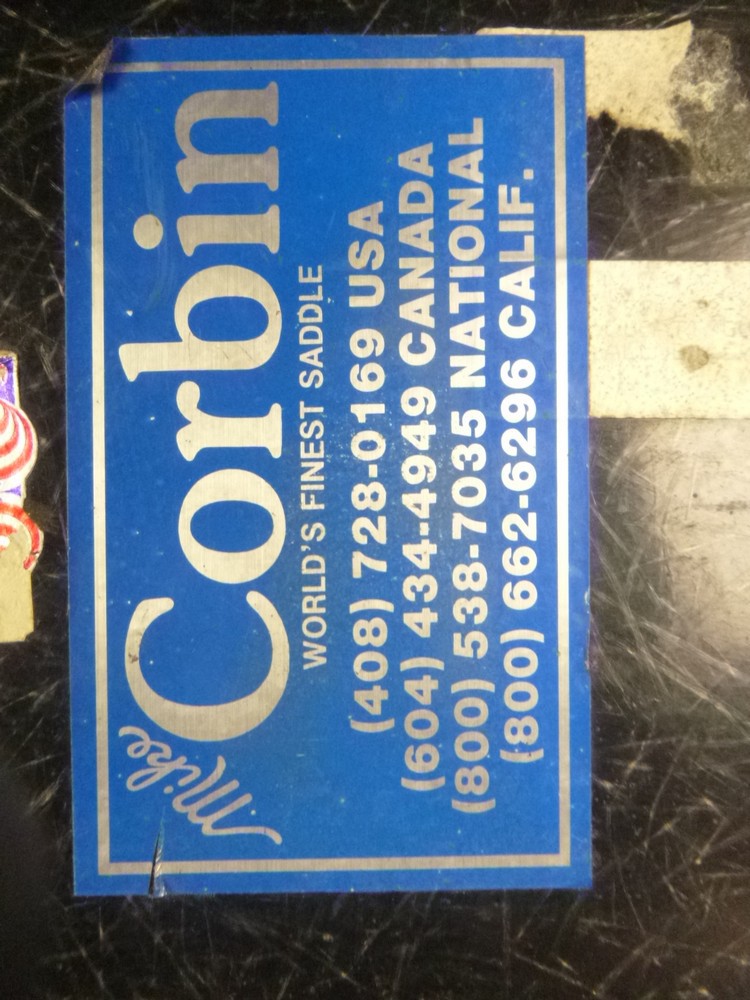 Mike
Corbin
WORLD'S FINEST SADDLE
(408) 728-0169 USA
(604) 434-4949 CANADA
(800) 538-7035 NATIONAL
(800) 662-6296 CALIF.